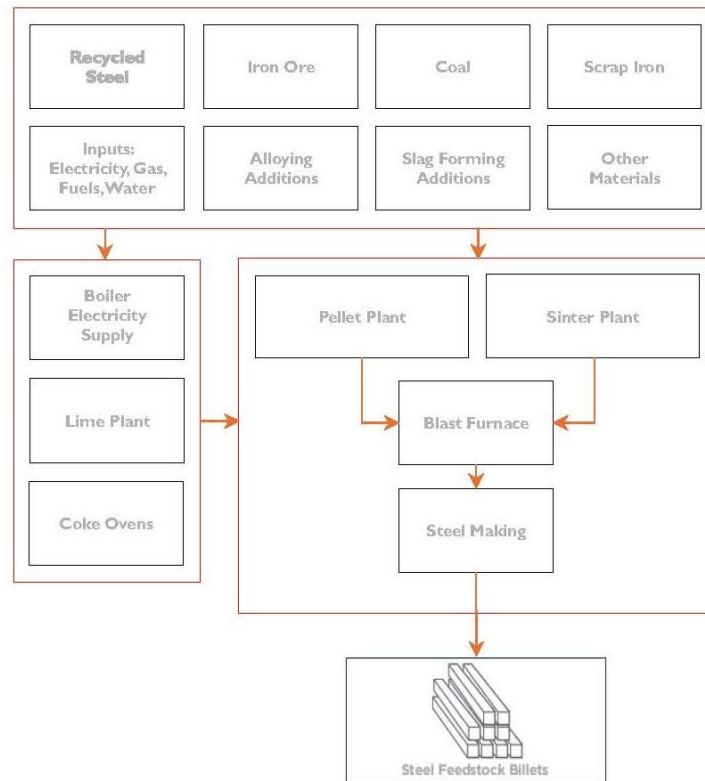 Recycled
Steel
Iron Ore
Coal
Scrap Iron
Inputs:
Electricity, Gas,
Fuels,Water
Alloying
Additions
Slag Forming
Additions
Other
Materials
Boiler
Electricity
Supply
Lime Plant
Coke Ovens
Pellet Plant
Sinter Plant
Blast Furnace
Steel Making
Steel Feedstock Billets